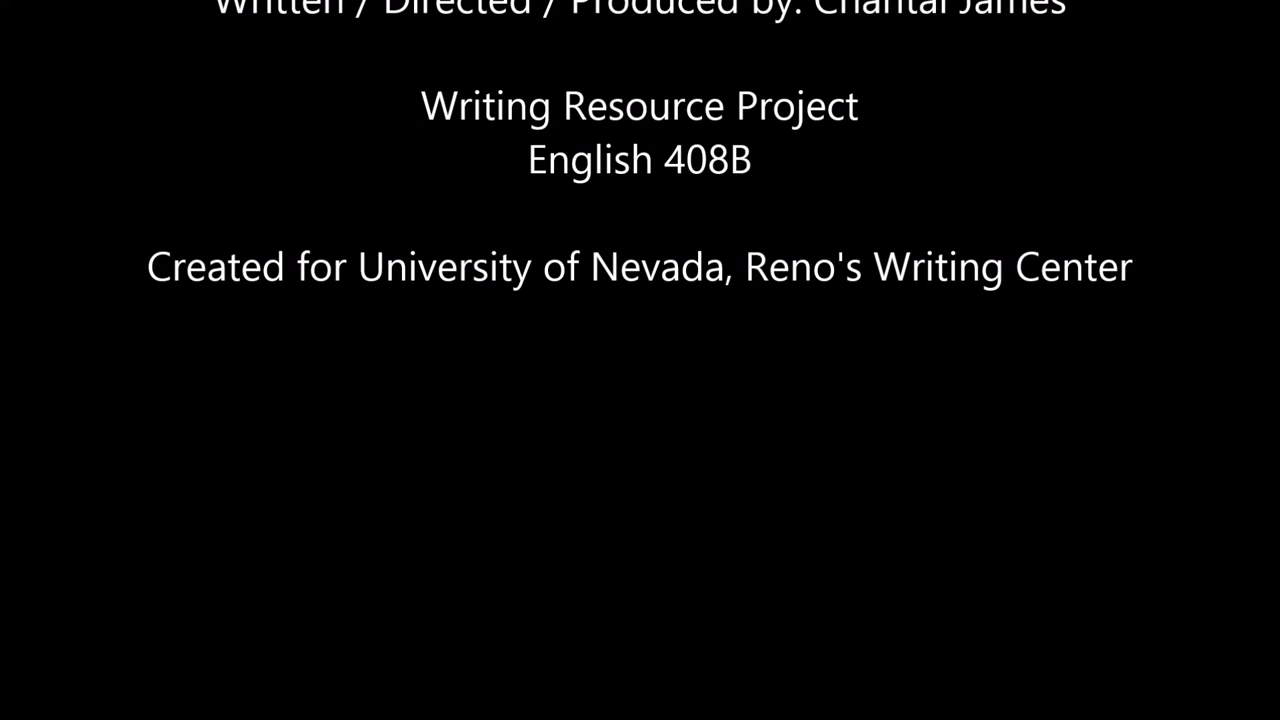 Written / Directed / Produced by: Chantal James
Writing Resource Project
English 408B
Created for University of Nevada, Reno's Writing Center